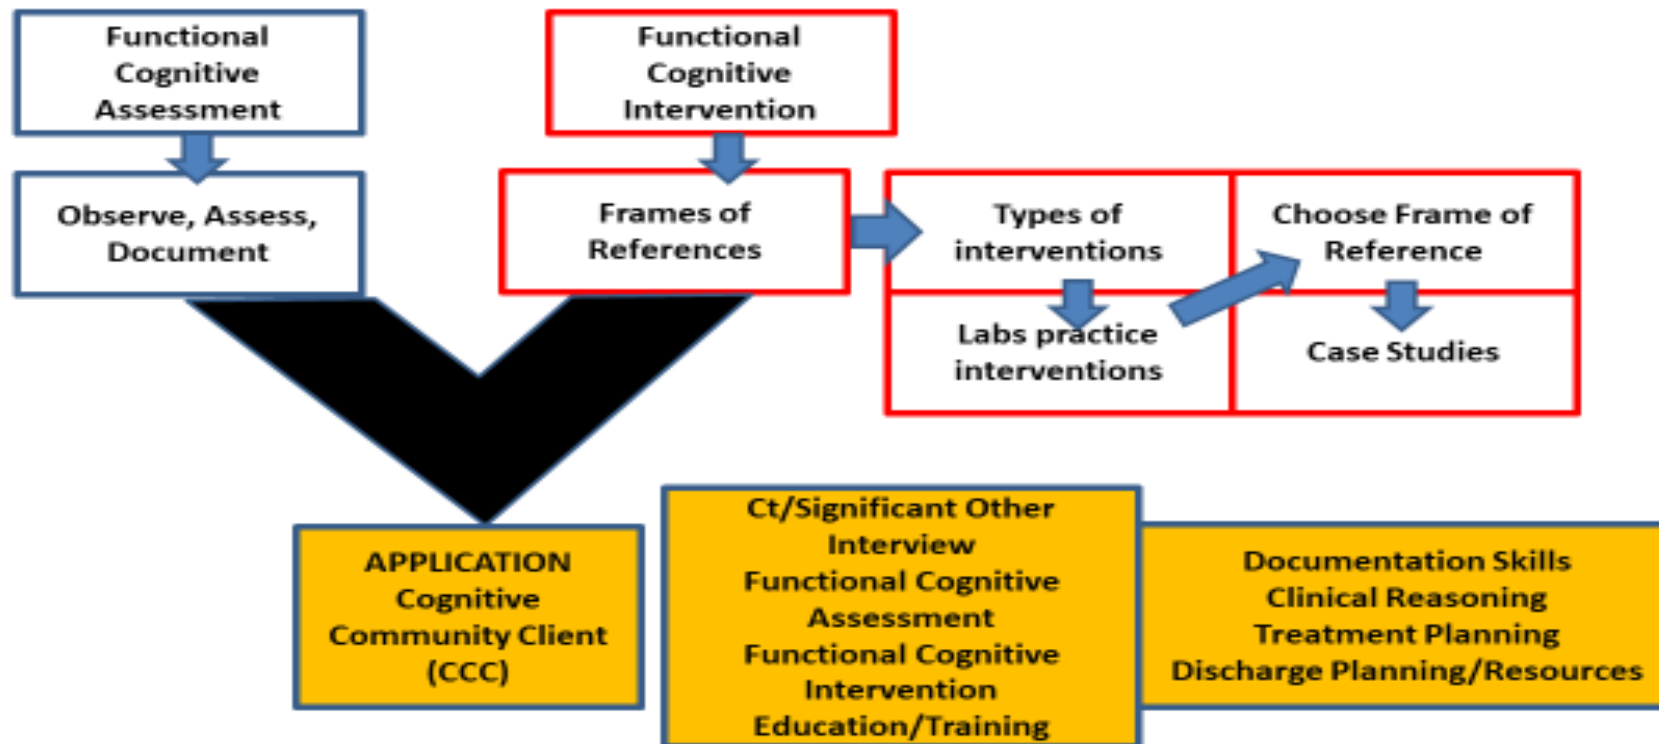 Functional
Cognitive
Assessment
Functional
Cognitive
Intervention
Observe, Assess,
Document
Frames of
References
Types of
interventions
Choose Frame of
Reference
Labs practice
interventions
Case Studies
APPLICATION
Cognitive
Community Client
(CCC)
Ct/Significant Other
Interview
Functional Cognitive
Assessment
Functional Cognitive
Intervention
Education/Training
Documentation Skills
Clinical Reasoning
Treatment Planning
Discharge Planning/Resources